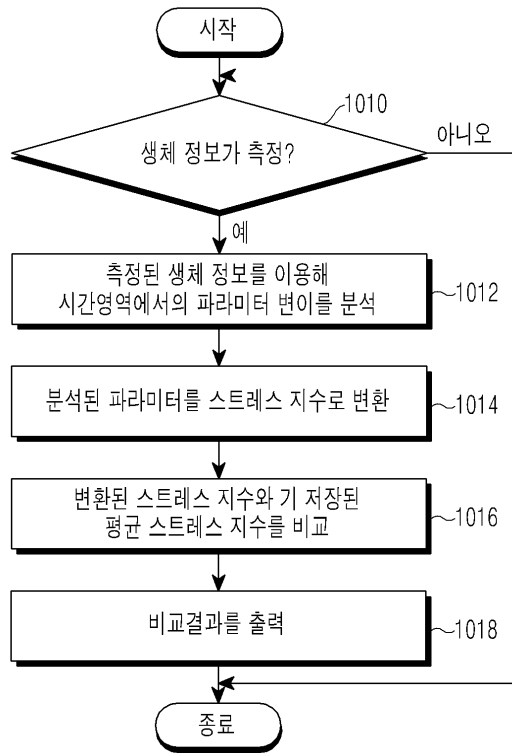 시작
1010
생체 정보가 측정?
아니오
예
측정된 생체 정보를 이용해
시간영역에서의 파라미터 변이를 분석
1012
분석된 파라미터를 스트레스 지수로 변환
1014
변환된 스트레스 지수와 기 저장된
평균 스트레스 지수를 비교
1016
비교결과를 출력
1018
종료